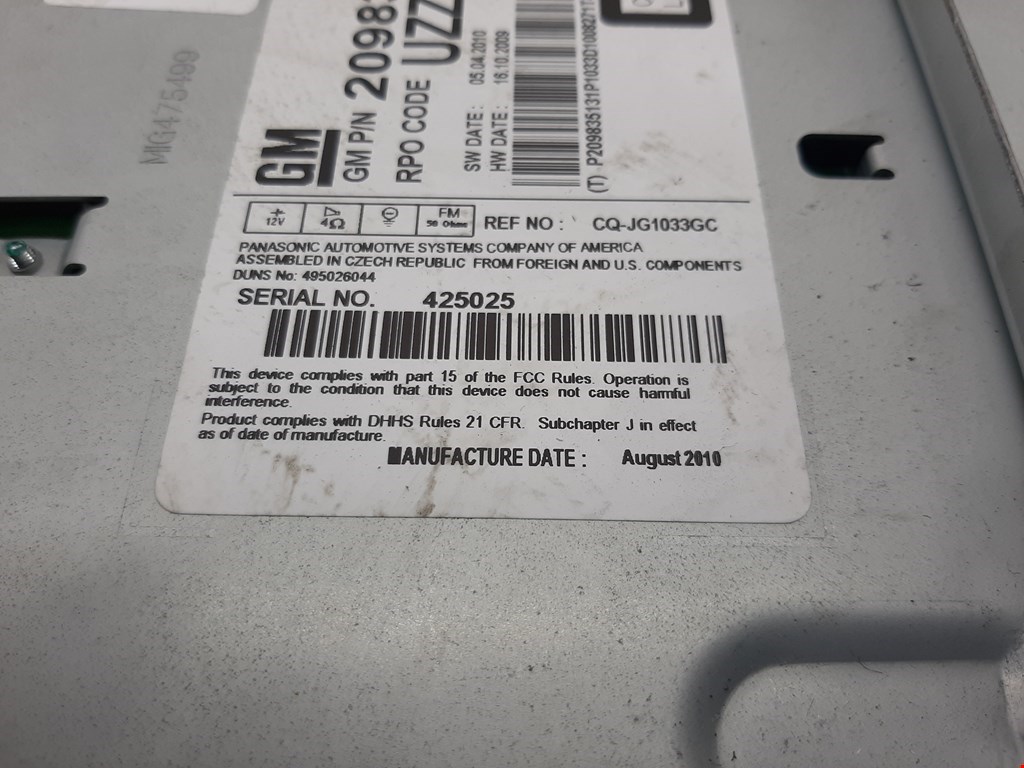 MIG475499
GM
GM P/N 2098
RPO CODE UZZ
SW DATE: 05.04.2010
HW DATE: 16.10.2009
12V
4Ω
FM
50 Ohms
REF NO : CQ-JG1033GC
PANASONIC AUTOMOTIVE SYSTEMS COMPANY OF AMERICA
ASSEMBLED IN CZECH REPUBLIC FROM FOREIGN AND U.S. COMPONENTS
DUNS No: 495026044
SERIAL NO. 425025
This device complies with part 15 of the FCC Rules. Operation is
subject to the condition that this device does not cause harmful
interference.
Product complies with DHHS Rules 21 CFR. Subchapter J in effect
as of date of manufacture.
MANUFACTURE DATE : August 2010